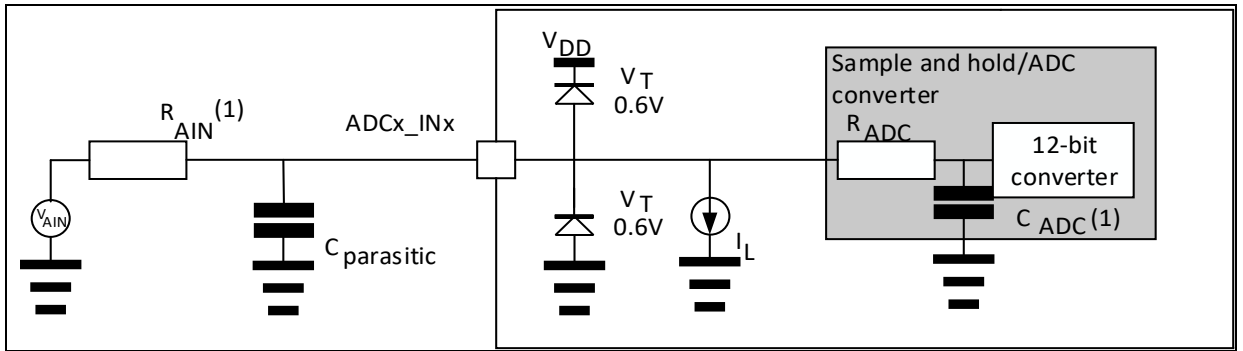 V_DD
V_T
0.6V
Sample and hold/ADC
converter
R_AIN(1)
ADCx_INx
R_ADC
12-bit
converter
V_AIN
V_T
0.6V
C_parasitic
I_L
C_ADC(1)